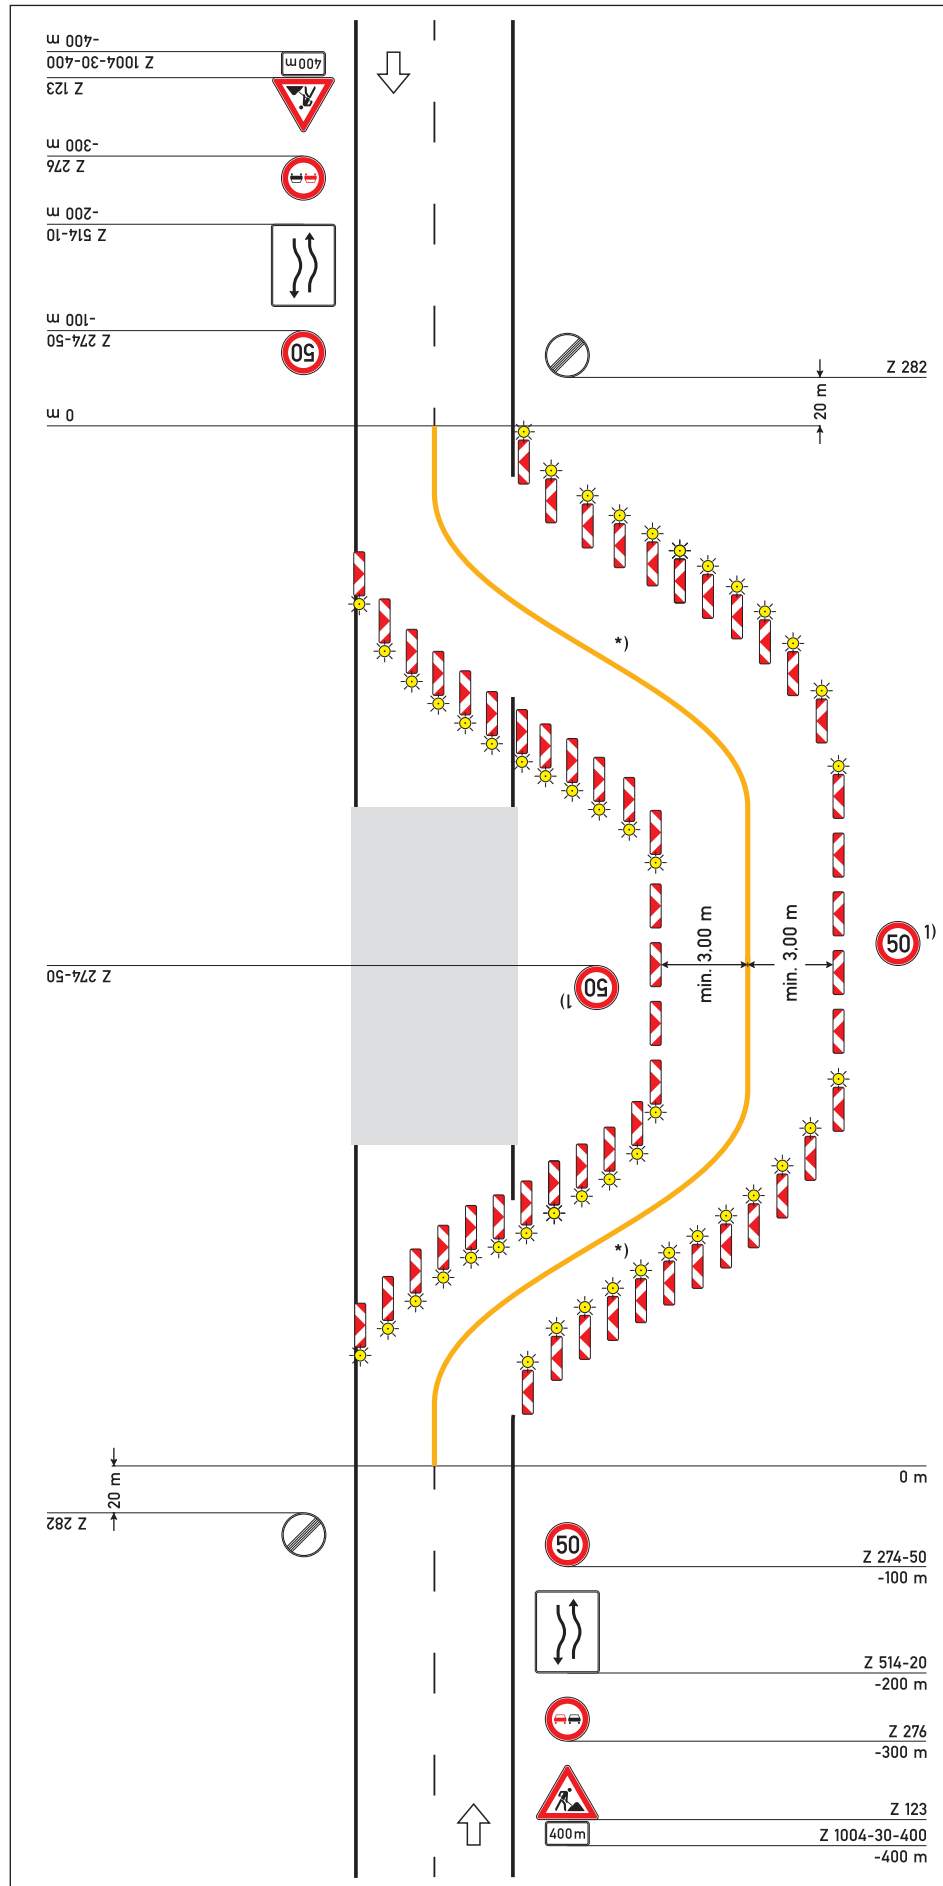 -400 m
Z 1004-30-400
400 m
Z 123
-300 m
Z 276
-200 m
Z 514-10
-100 m
Z 274-50
50
Z 282
20 m
0 m
*)
min. 3,00 m
min. 3,00 m
50 1)
Z 274-50
50
1)
*)
0 m
20 m
Z 282
50
Z 274-50
-100 m
Z 514-20
-200 m
Z 276
-300 m
Z 123
400 m
Z 1004-30-400
-400 m